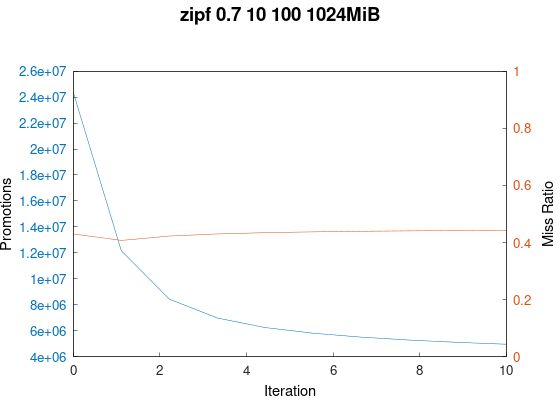 zipf 0.7 10 100 1024MiB
2.6e+07
2.4e+07
2.2e+07
2e+07
1.8e+07
1.6e+07
1.4e+07
1.2e+07
1e+07
8e+06
6e+06
4e+06
Promotions
1
0.8
0.6
0.4
0.2
0
Miss Ratio
0 2 4 6 8 10
Iteration